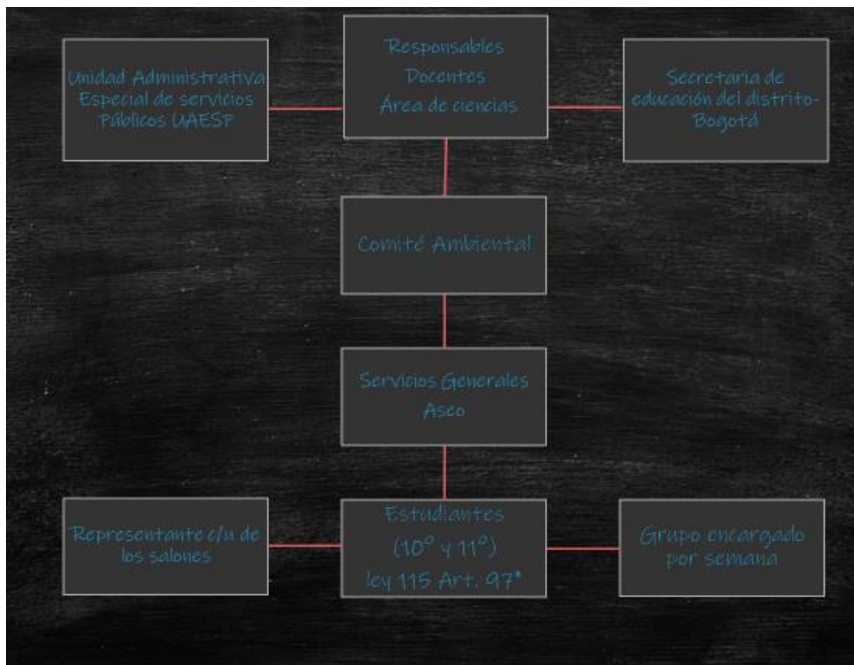 Unidad Administrativa
Especial de servicios
Públicos UAESP
Responsables
Docentes
Área de ciencias
Secretaria de
educación del distrito-
Bogotá
Comité Ambiental
Servicios Generales
Aseo
Representante c/u de
los salones
Estudiantes
(10° y 11°)
ley 115 Art. 97*
Grupo encargado
por semana